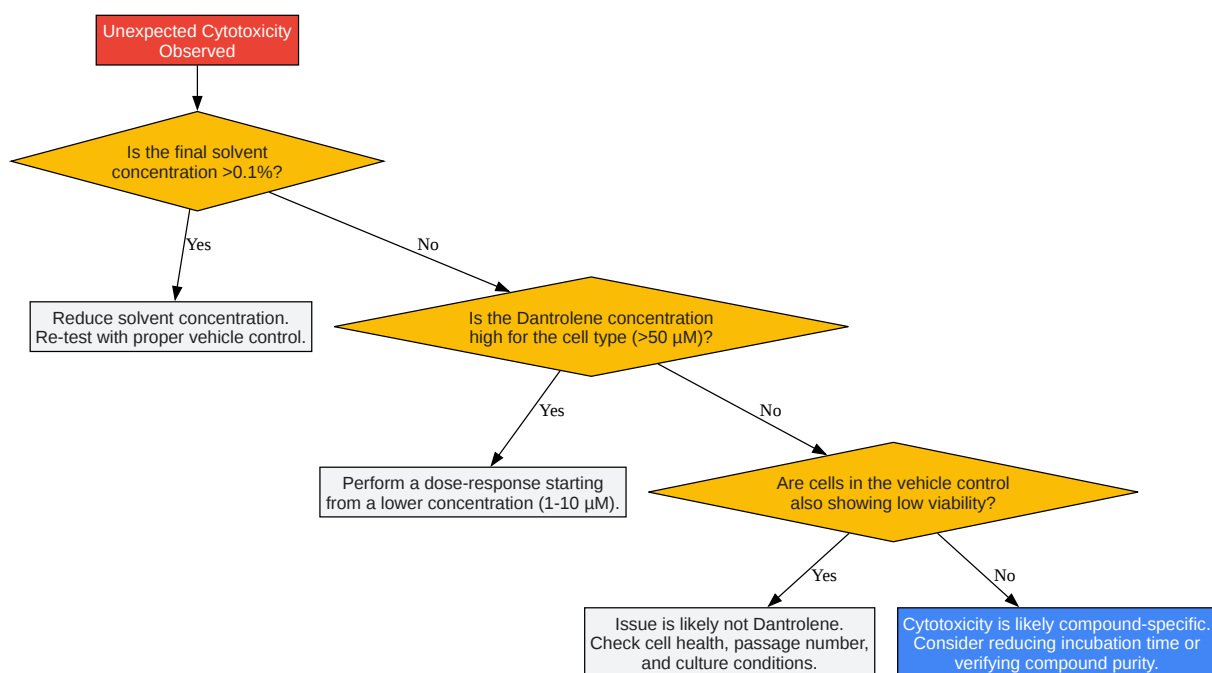 Unexpected Cytotoxicity
Observed
Is the final solvent
concentration >0.1%?
Yes
No
Reduce solvent concentration.
Re-test with proper vehicle control.
Is the Dantrolene concentration
high for the cell type (>50 µM)?
Yes
No
Perform a dose-response starting
from a lower concentration (1-10 µM).
Are cells in the vehicle control
also showing low viability?
Yes
No
Issue is likely not Dantrolene.
Check cell health, passage number,
and culture conditions.
Cytotoxicity is likely compound-specific.
Consider reducing incubation time or
verifying compound purity.